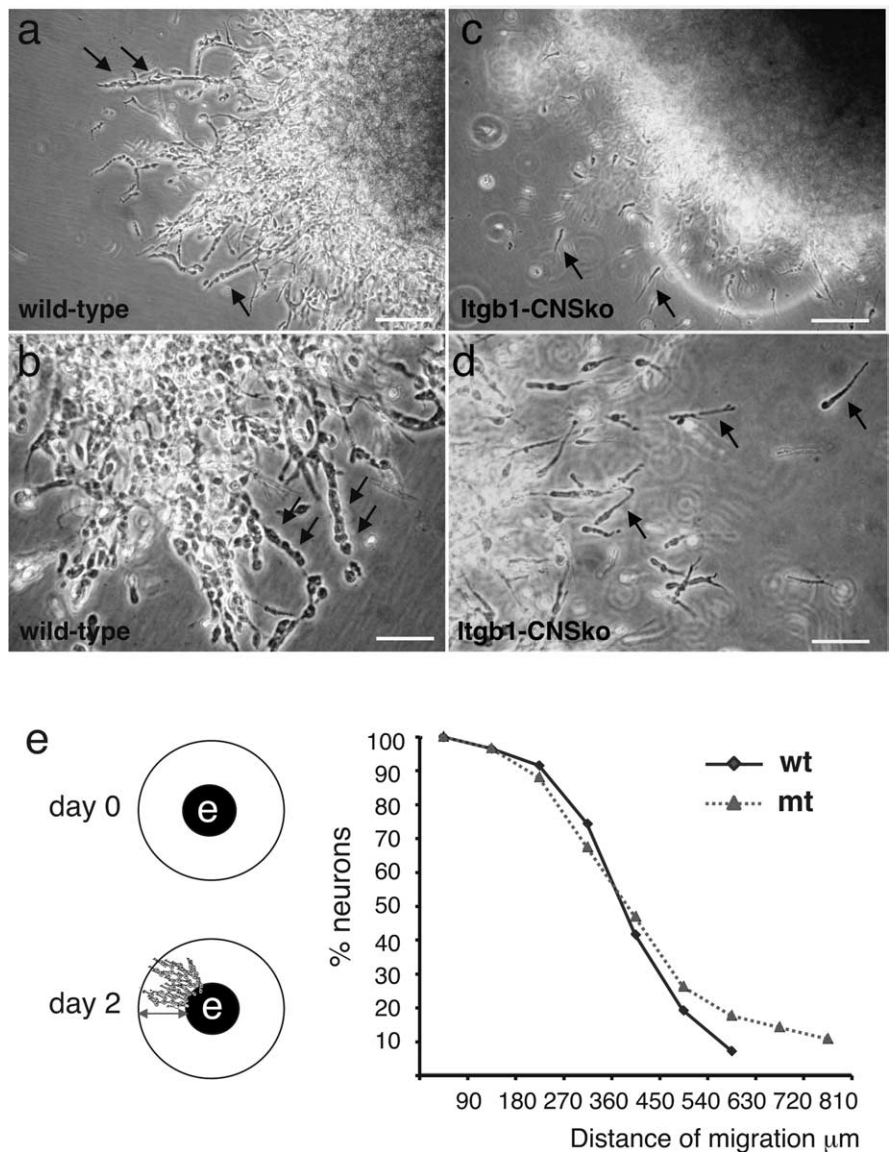 a
wild-type
c
Itgb1-CNSko
b
wild-type
d
Itgb1-CNSko
e
day 0
e
day 2
e
% neurons
100
90
80
70
60
50
40
30
20
10
wt
mt
90 180 270 360 450 540 630 720 810
Distance of migration μm